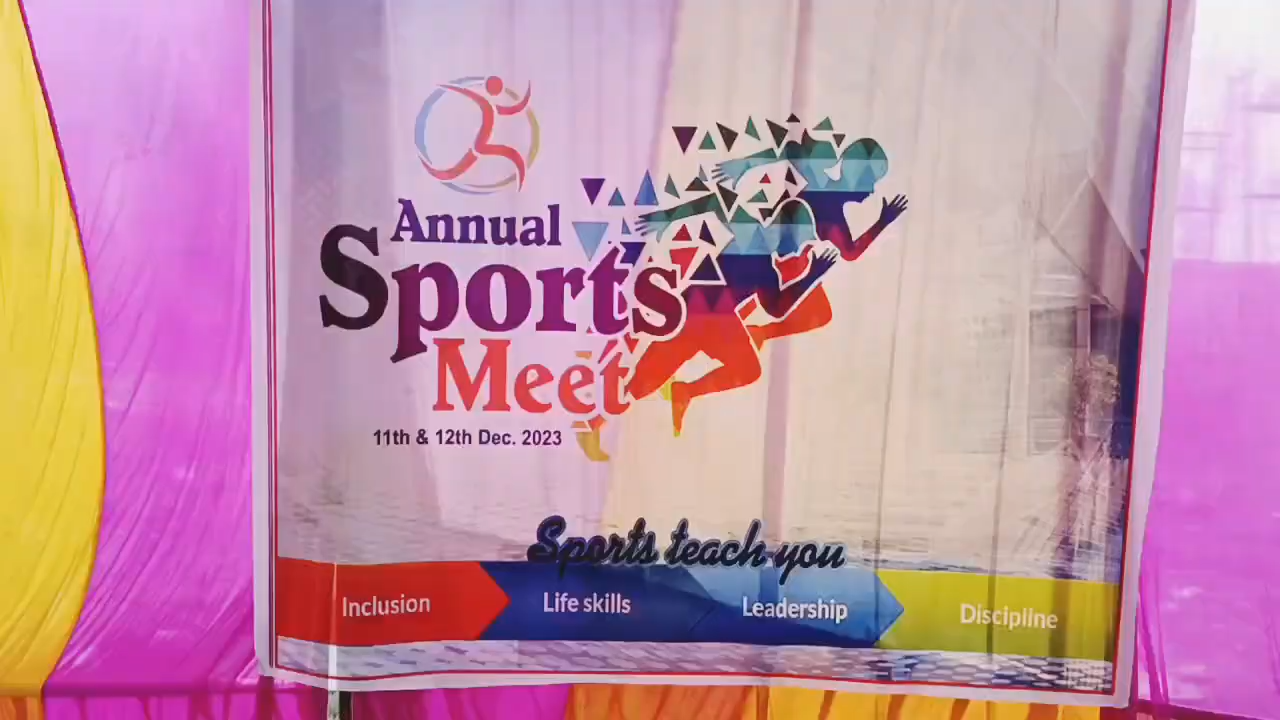 Annual
Sports
Meet
11th & 12th Dec. 2023
Sports teach you
Inclusion
Life skills
Leadership
Discipline